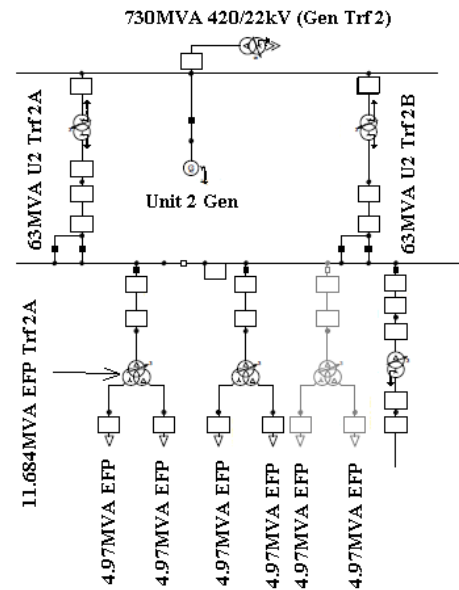 730MVA 420/22kV (Gen Trf 2)
63MVA U2 Trf 2A
Unit 2 Gen
63MVA U2 Trf 2B
11.684MVA EFP Trf 2A
4.97MVA EFP
4.97MVA EFP
4.97MVA EFP
4.97MVA EFP
4.97MVA EFP
4.97MVA EFP